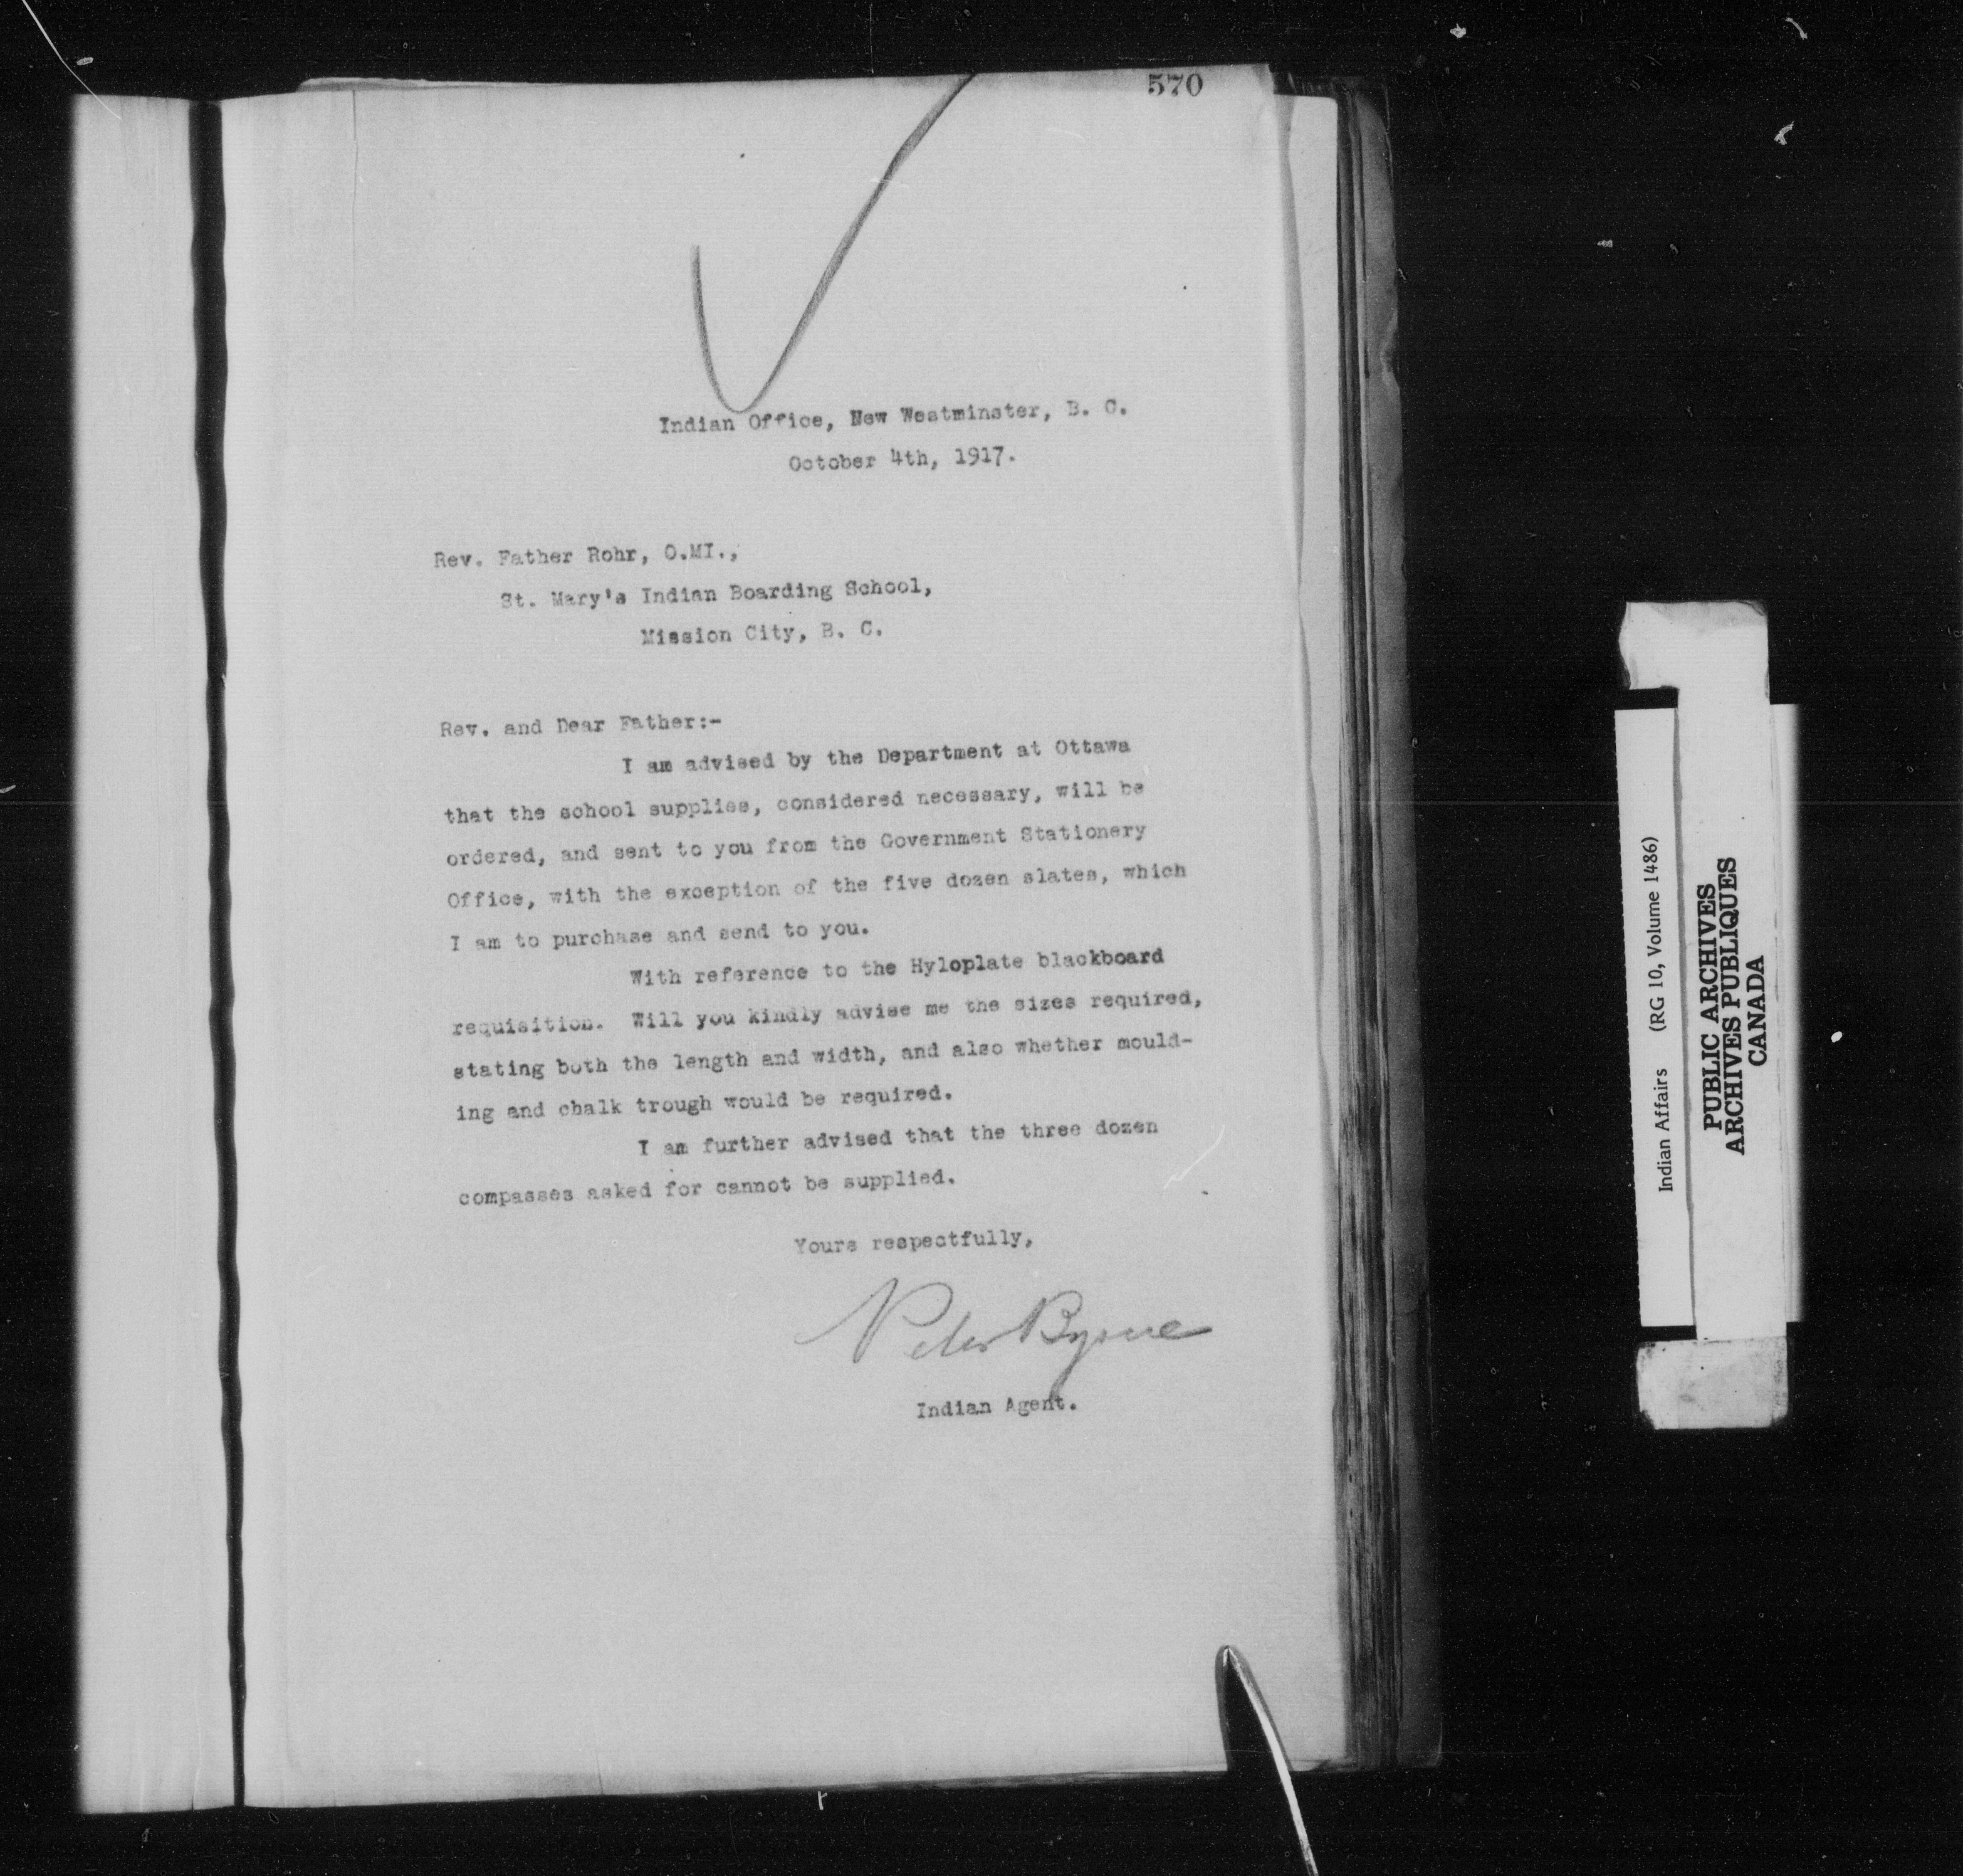 570
Indian Office, New Westminster, B. C.
October 4th, 1917.
Rev. Father Rohr, O.MI.,
St. Mary's Indian Boarding School,
Mission City, B. C.
Rev. and Dear Father:-
I am advised by the Department at Ottawa
that the school supplies, considered necessary, will be
ordered, and sent to you from the Government Stationery
Office, with the exception of the five dozen slates, which
I am to purchase and send to you.
With reference to the Hyloplate blackboard
requisition. Will you kindly advise me the sizes required,
stating both the length and width, and also whether mould-
ing and chalk trough would be required.
I am further advised that the three dozen
compasses asked for cannot be supplied.
Yours respectfully,
Peter Byrne
Indian Agent.
Indian Affairs (RG 10, Volume 1486)
PUBLIC ARCHIVES
ARCHIVES PUBLIQUES
CANADA